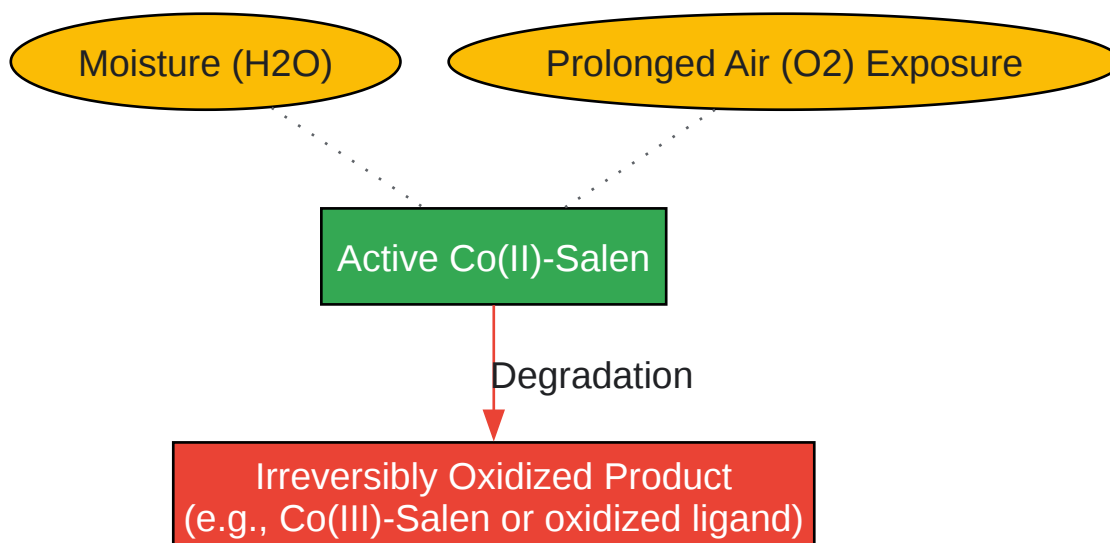 Moisture (H2O)
Prolonged Air (O2) Exposure
Active Co(II)-Salen
Degradation
Irreversibly Oxidized Product
(e.g., Co(III)-Salen or oxidized ligand)